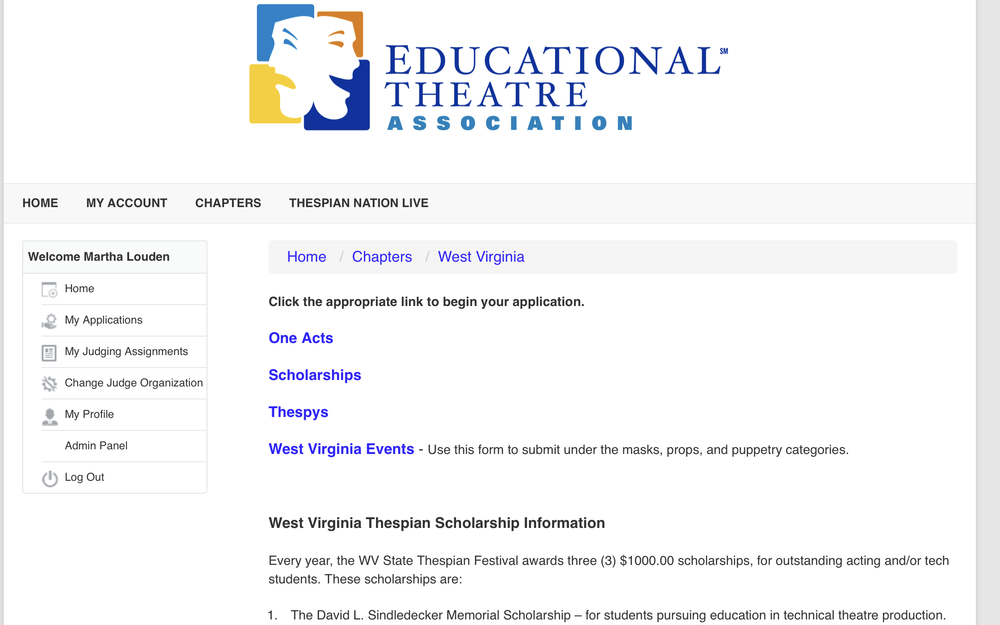 EDUCATIONAL SM
THEATRE
ASSOCIATION
HOME MY ACCOUNT CHAPTERS THESPIAN NATION LIVE
Welcome Martha Louden
Home
My Applications
My Judging Assignments
Change Judge Organization
My Profile
Admin Panel
Log Out
Home / Chapters / West Virginia
Click the appropriate link to begin your application.
One Acts
Scholarships
Thespys
West Virginia Events - Use this form to submit under the masks, props, and puppetry categories.
West Virginia Thespian Scholarship Information
Every year, the WV State Thespian Festival awards three (3) $1000.00 scholarships, for outstanding acting and/or tech
students. These scholarships are:
1. The David L. Sindledecker Memorial Scholarship – for students pursuing education in technical theatre production.